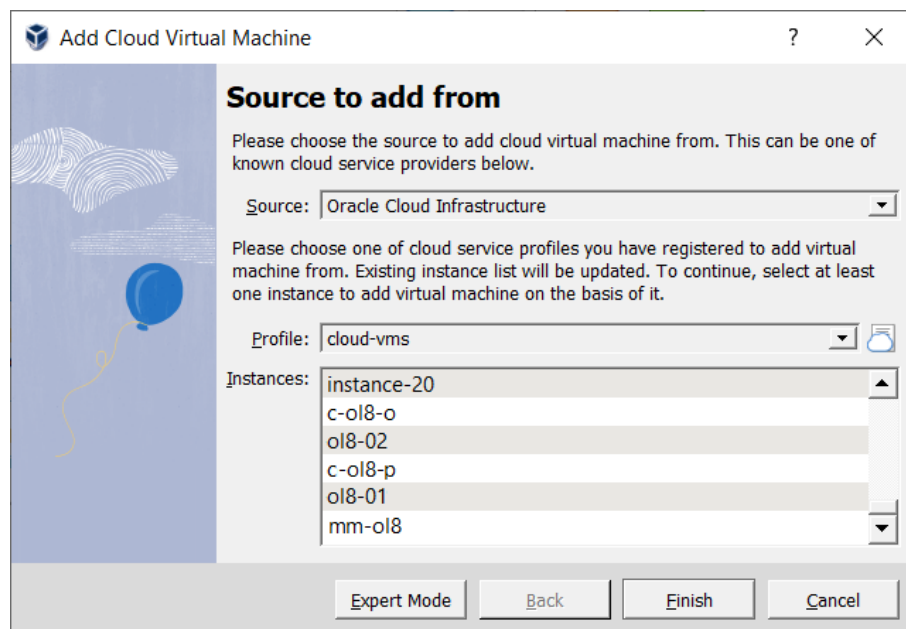 Add Cloud Virtual Machine
?
Source to add from
Please choose the source to add cloud virtual machine from. This can be one of
known cloud service providers below.
Source: Oracle Cloud Infrastructure
Please choose one of cloud service profiles you have registered to add virtual
machine from. Existing instance list will be updated. To continue, select at least
one instance to add virtual machine on the basis of it.
Profile: cloud-vms
Instances: instance-20
c-ol8-o
ol8-02
c-ol8-p
ol8-01
mm-ol8
Expert Mode Back Finish Cancel